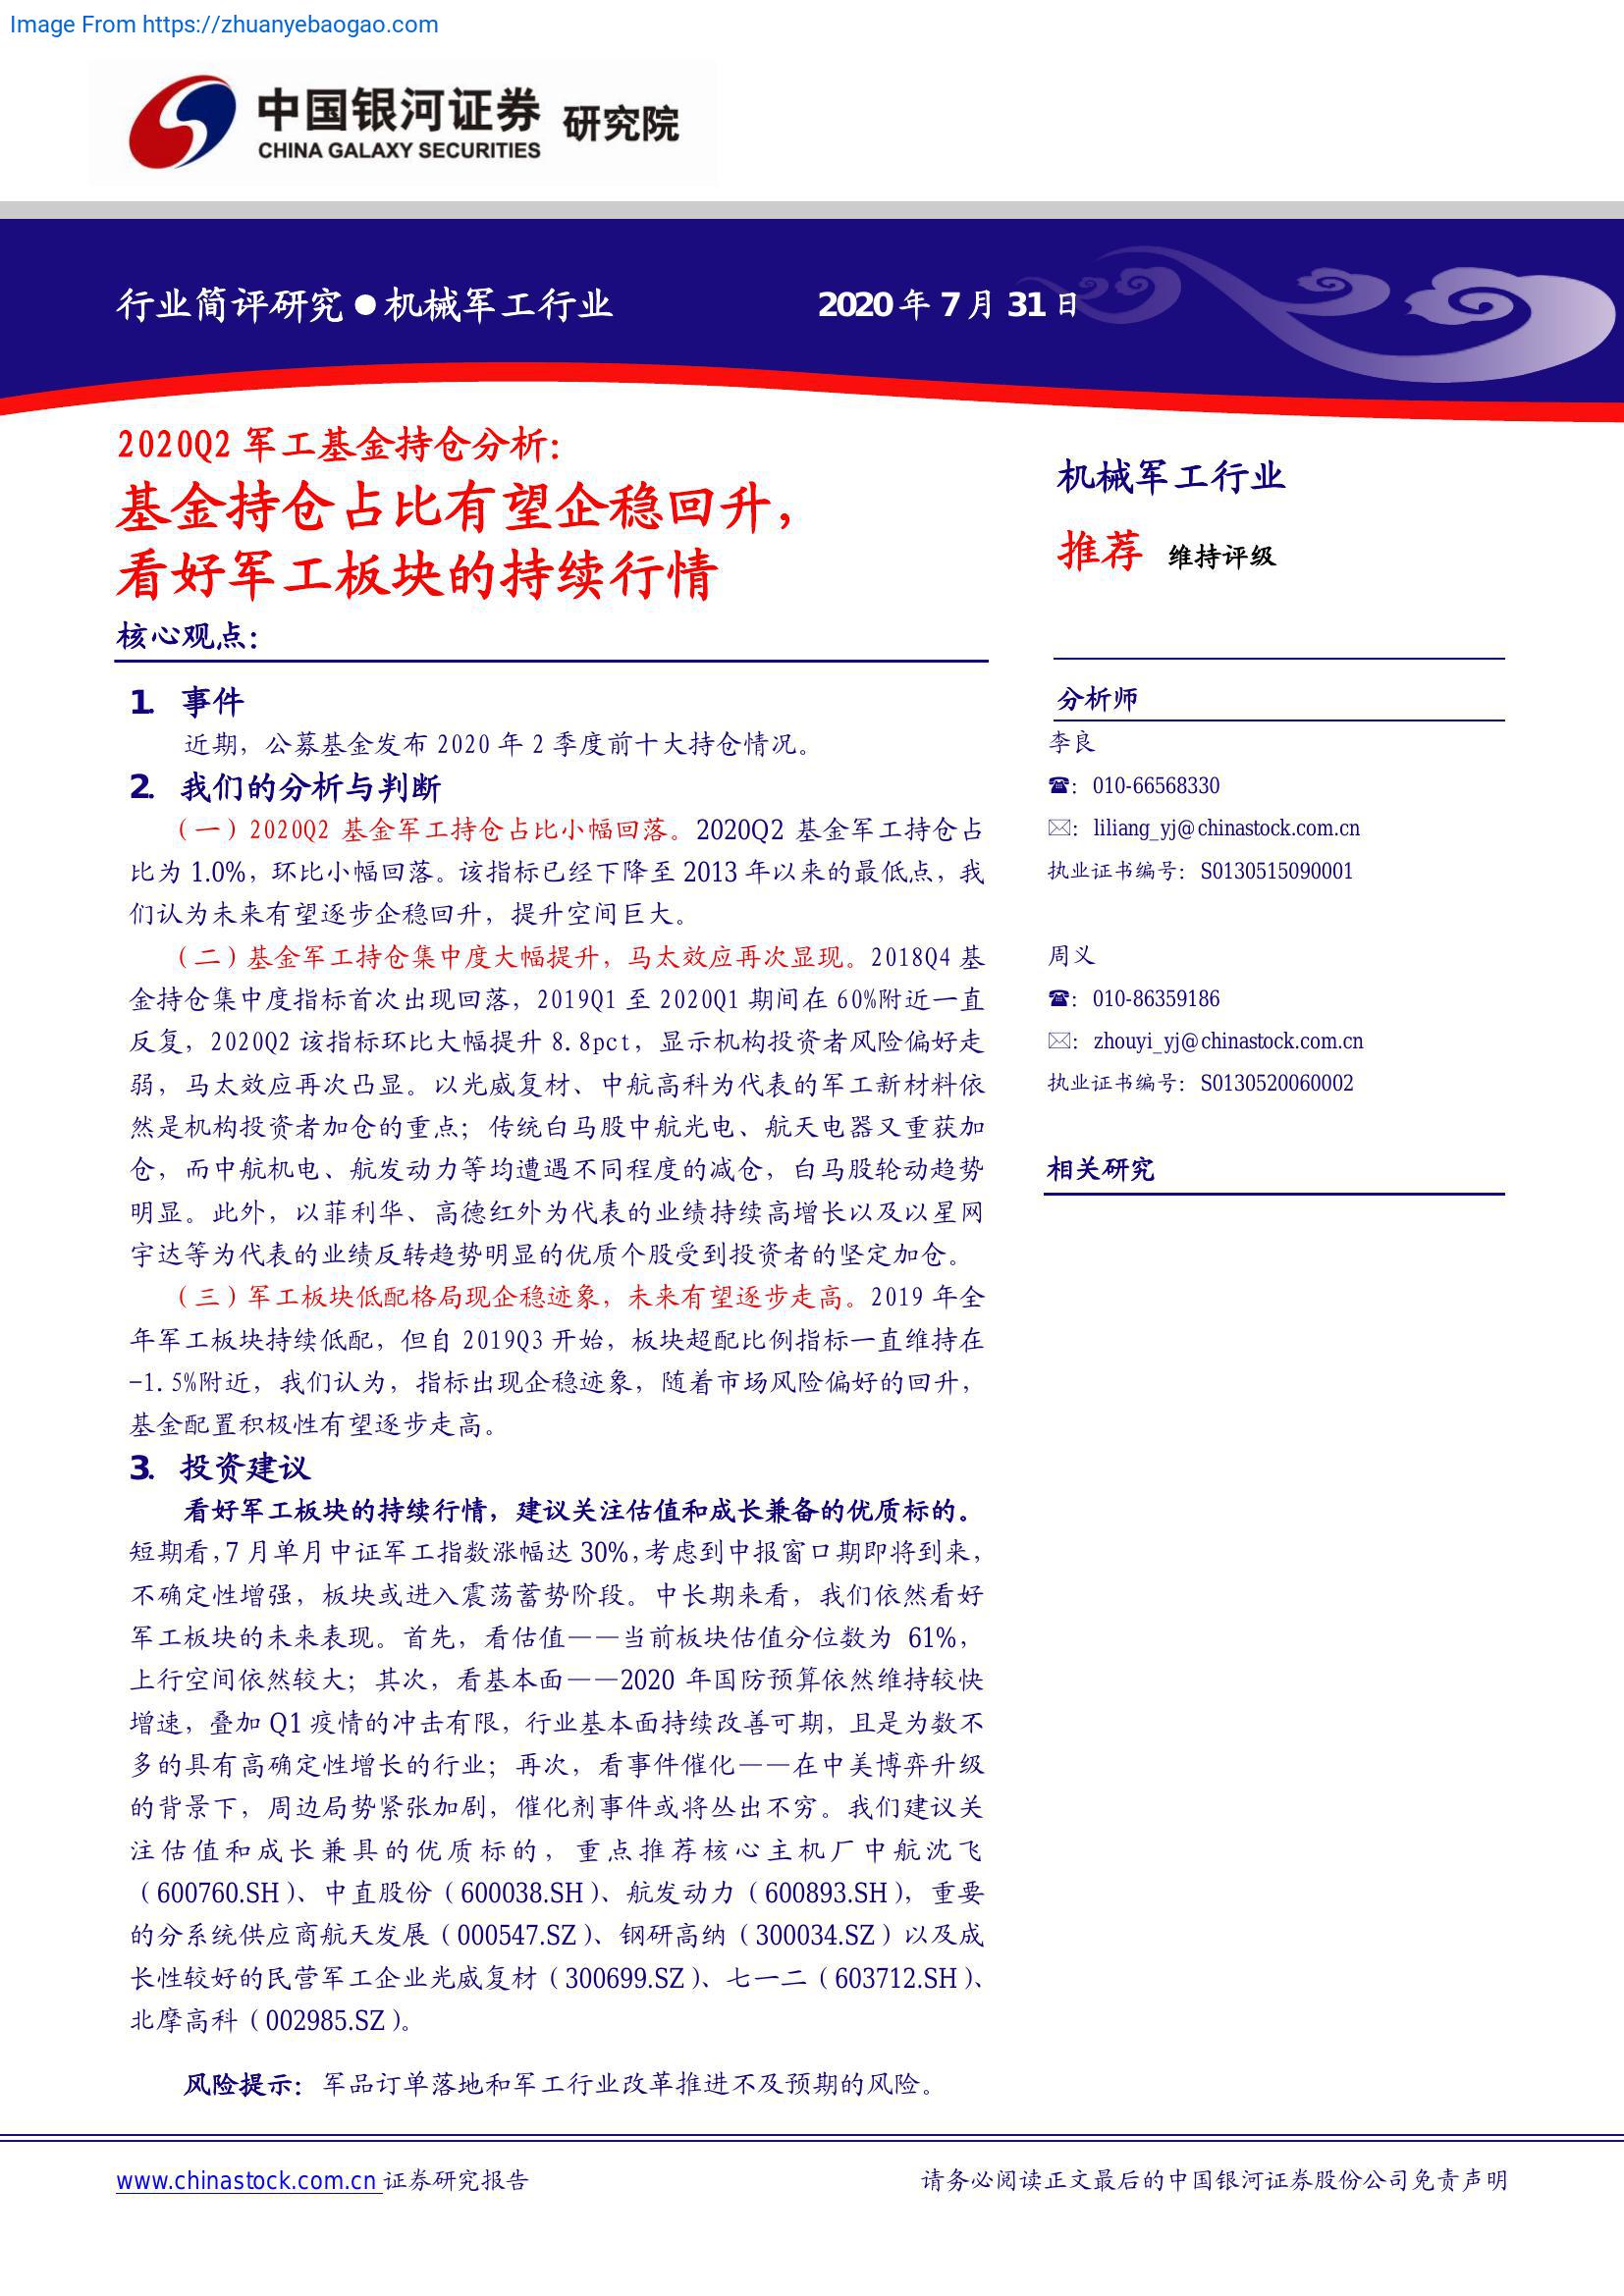 Image From https://zhuanyebaogao.com
中国银河证券 研究院
CHINA GALAXY SECURITIES
行业简评研究●机械军工行业 2020 年 7 月 31 日
2020Q2 军工基金持仓分析：
基金持仓占比有望企稳回升，
看好军工板块的持续行情
核心观点：
1. 事件
近期，公募基金发布 2020 年 2 季度前十大持仓情况。
2. 我们的分析与判断
（一）2020Q2 基金军工持仓占比小幅回落。2020Q2 基金军工持仓占
比为 1.0%，环比小幅回落。该指标已经下降至 2013 年以来的最低点，我
们认为未来有望逐步企稳回升，提升空间巨大。
（二）基金军工持仓集中度大幅提升，马太效应再次显现。2018Q4 基
金持仓集中度指标首次出现回落，2019Q1 至 2020Q1 期间在 60%附近一直
反复，2020Q2 该指标环比大幅提升 8.8pct，显示机构投资者风险偏好走
弱，马太效应再次凸显。以光威复材、中航高科为代表的军工新材料依
然是机构投资者加仓的重点；传统白马股中航光电、航天电器又重获加
仓，而中航机电、航发动力等均遭遇不同程度的减仓，白马股轮动趋势
明显。此外，以菲利华、高德红外为代表的业绩持续高增长以及以星网
宇达等为代表的业绩反转趋势明显的优质个股受到投资者的坚定加仓。
（三）军工板块低配格局现企稳迹象，未来有望逐步走高。2019 年全
年军工板块持续低配，但自 2019Q3 开始，板块超配比例指标一直维持在
-1.5%附近，我们认为，指标出现企稳迹象，随着市场风险偏好的回升，
基金配置积极性有望逐步走高。
3. 投资建议
看好军工板块的持续行情，建议关注估值和成长兼备的优质标的。
短期看，7 月单月中证军工指数涨幅达 30%，考虑到中报窗口期即将到来，
不确定性增强，板块或进入震荡蓄势阶段。中长期来看，我们依然看好
军工板块的未来表现。首先，看估值——当前板块估值分位数为 61%，
上行空间依然较大；其次，看基本面——2020 年国防预算依然维持较快
增速，叠加 Q1 疫情的冲击有限，行业基本面持续改善可期，且是为数不
多的具有高确定性增长的行业；再次，看事件催化——在中美博弈升级
的背景下，周边局势紧张加剧，催化剂事件或将丛出不穷。我们建议关
注估值和成长兼具的优质标的，重点推荐核心主机厂中航沈飞
（600760.SH）、中直股份（600038.SH）、航发动力（600893.SH），重要
的分系统供应商航天发展（000547.SZ）、钢研高纳（300034.SZ）以及成
长性较好的民营军工企业光威复材（300699.SZ）、七一二（603712.SH）、
北摩高科（002985.SZ）。
风险提示：军品订单落地和军工行业改革推进不及预期的风险。
机械军工行业
推荐 维持评级
分析师
李良
☎：010-66568330
✉：liliang_yj@chinastock.com.cn
执业证书编号：S0130515090001
周义
☎：010-86359186
✉：zhouyi_yj@chinastock.com.cn
执业证书编号：S0130520060002
相关研究
www.chinastock.com.cn 证券研究报告
请务必阅读正文最后的中国银河证券股份公司免责声明